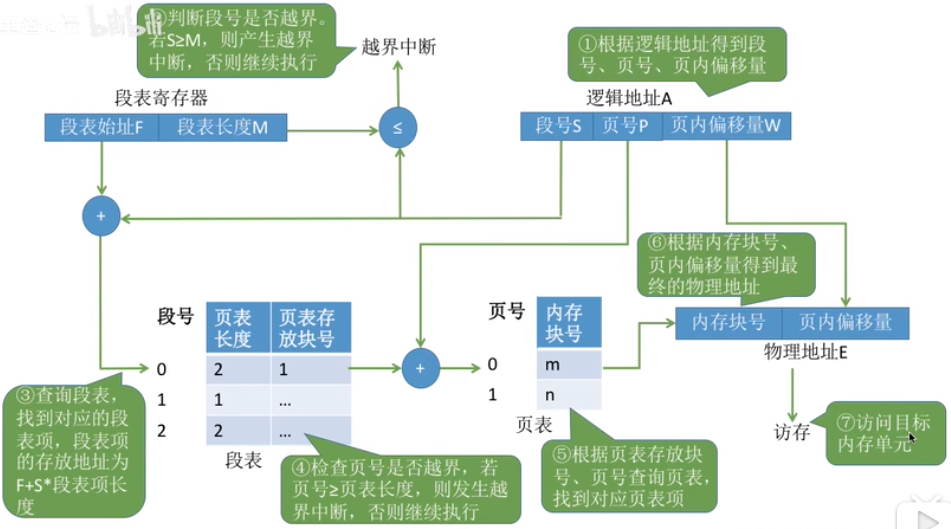 ②判断段号是否越界。
若S≥M，则产生越界
中断，否则继续执行
越界中断
①根据逻辑地址得到段
号、页号、页内偏移量
段表寄存器
逻辑地址A
段表始址F 段表长度M
≤
段号S 页号P 页内偏移量W
+
⑥根据内存块号、
页内偏移量得到最
终的物理地址
段号 页表长度 页表存放块号
页号 内存块号
内存块号 页内偏移量
物理地址E
0 2 1
+
0 m
1 1 ...
1 n
2 2 ...
段表
页表
访存
③查询段表，
找到对应的段
表项，段表项
的存放地址为
F+S*段表项长
度
④检查页号是否越界，若
页号≥页表长度，则发生越
界中断，否则继续执行
⑤根据页表存放块
号、页号查询页表，
找到对应页表项
⑦访问目标
内存单元